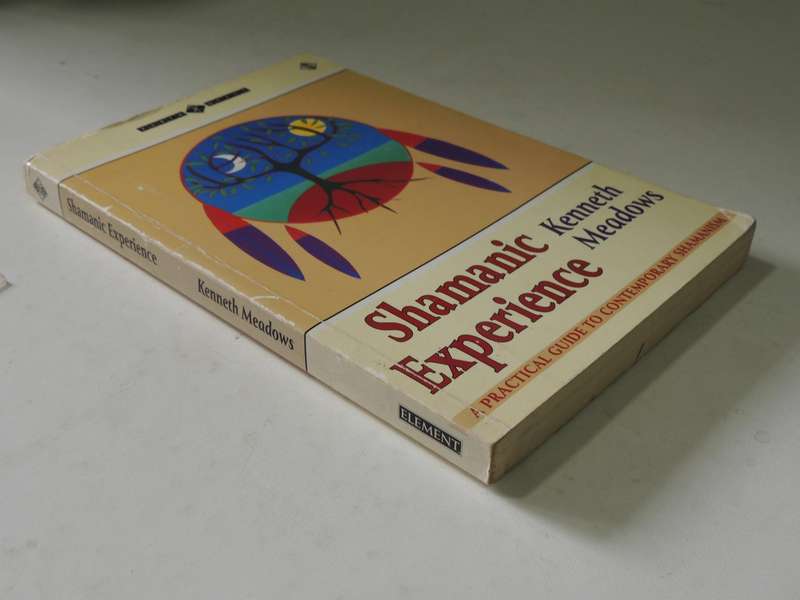 Shamanic
Experience
Kenneth
Meadows
A PRACTICAL GUIDE TO CONTEMPORARY SHAMANISM
Shamanic Experience
Kenneth Meadows
ELEMENT